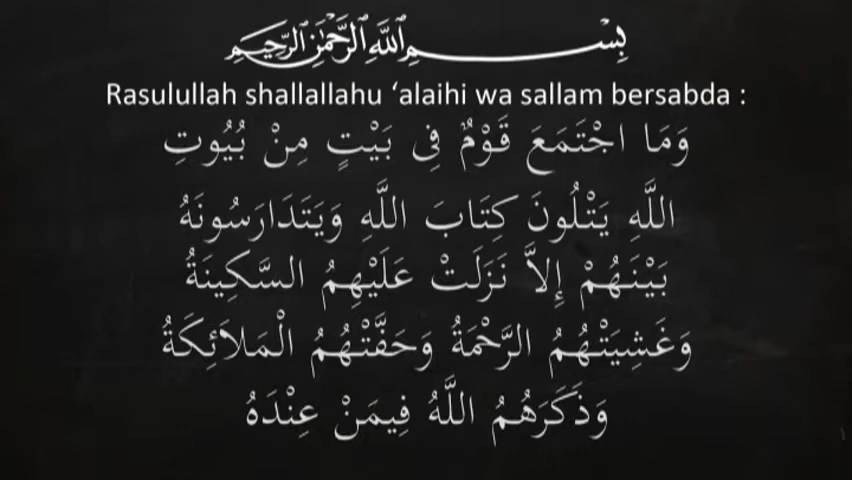 بِسْمِ اللَّهِ الرَّحْمَٰنِ الرَّحِيمِ
Rasulullah shallallahu ‘alaihi wa sallam bersabda :
وَمَا اجْتَمَعَ قَوْمٌ فِى بَيْتٍ مِنْ بُيُوتِ
اللَّهِ يَتْلُونَ كِتَابَ اللَّهِ وَيَتَدَارَسُونَهُ
بَيْنَهُمْ إِلاَّ نَزَلَتْ عَلَيْهِمُ السَّكِينَةُ
وَغَشِيَتْهُمُ الرَّحْمَةُ وَحَفَّتْهُمُ الْمَلاَئِكَةُ
وَذَكَرَهُمُ اللَّهُ فِيمَنْ عِنْدَهُ